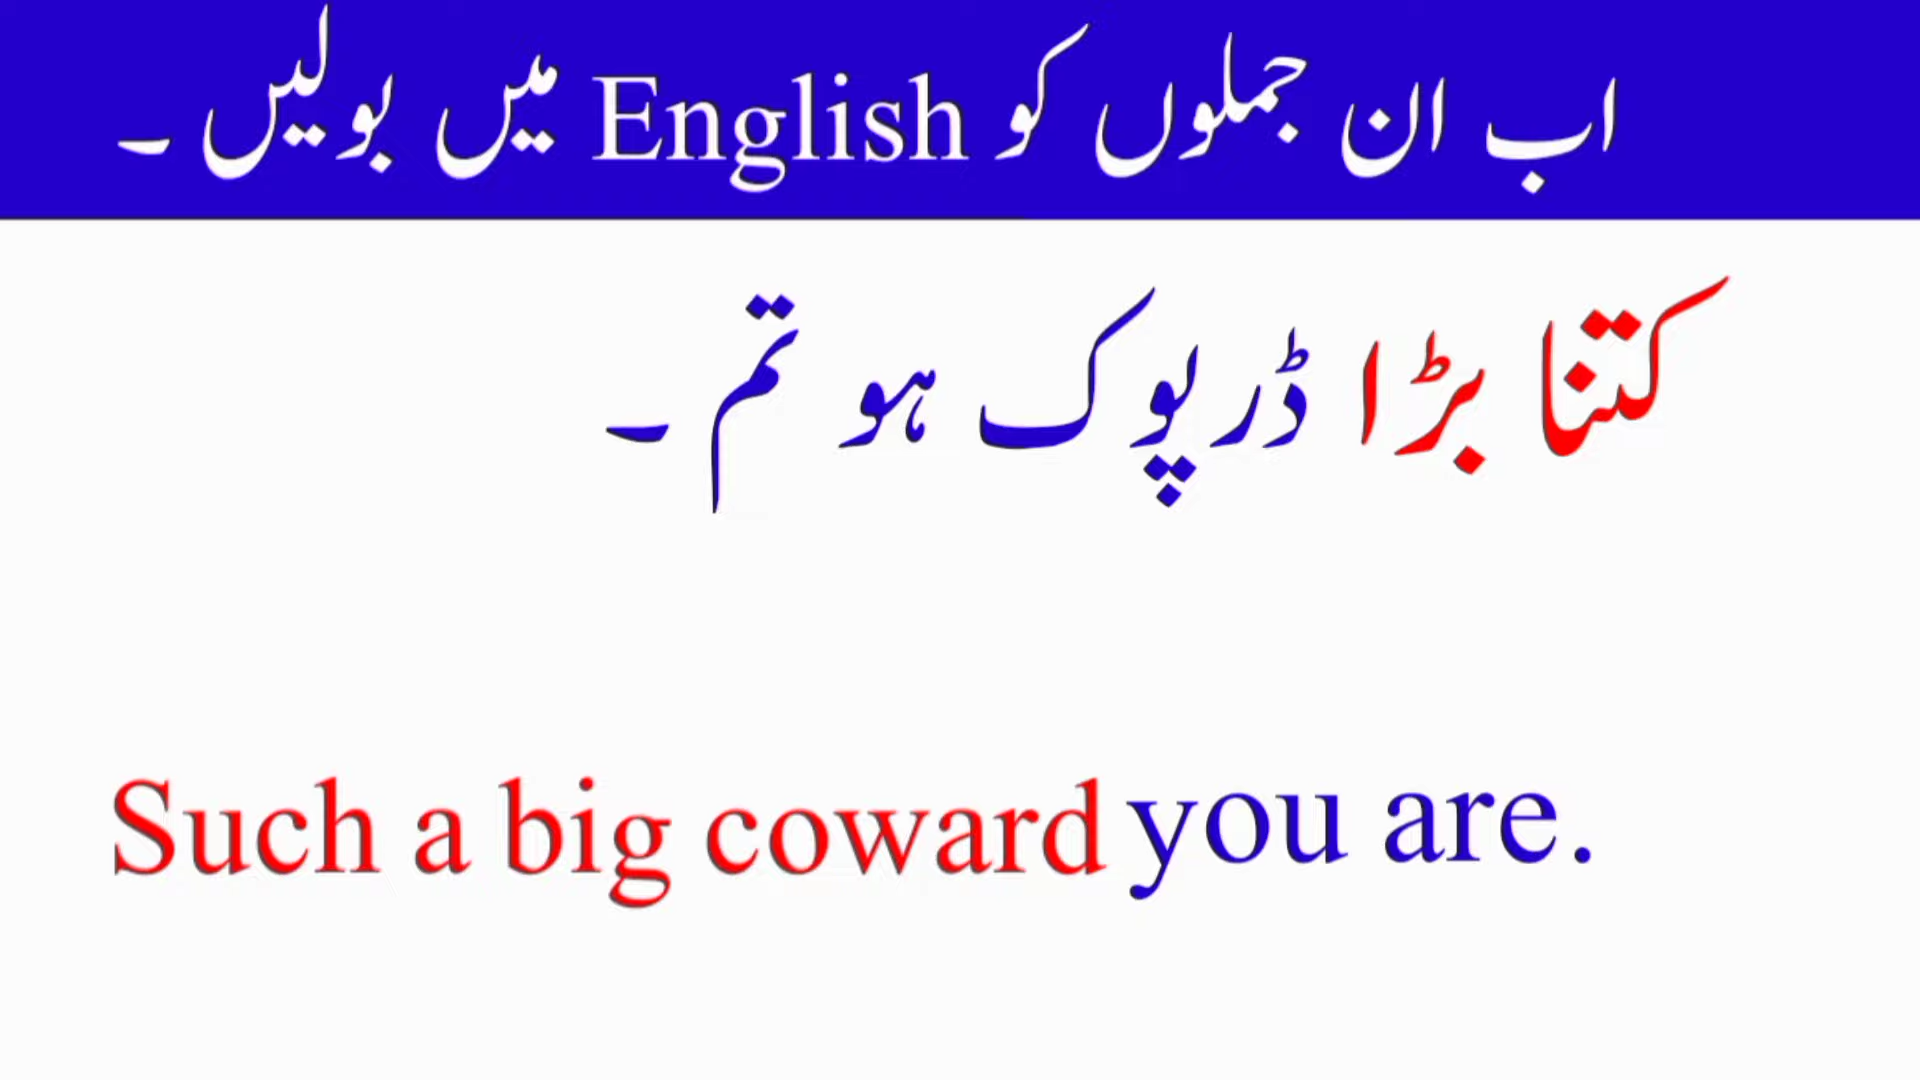 اب ان جملوں کو English میں بولیں ۔
کتنا بڑا ڈرپوک ہو تم ۔
Such a big coward you are.